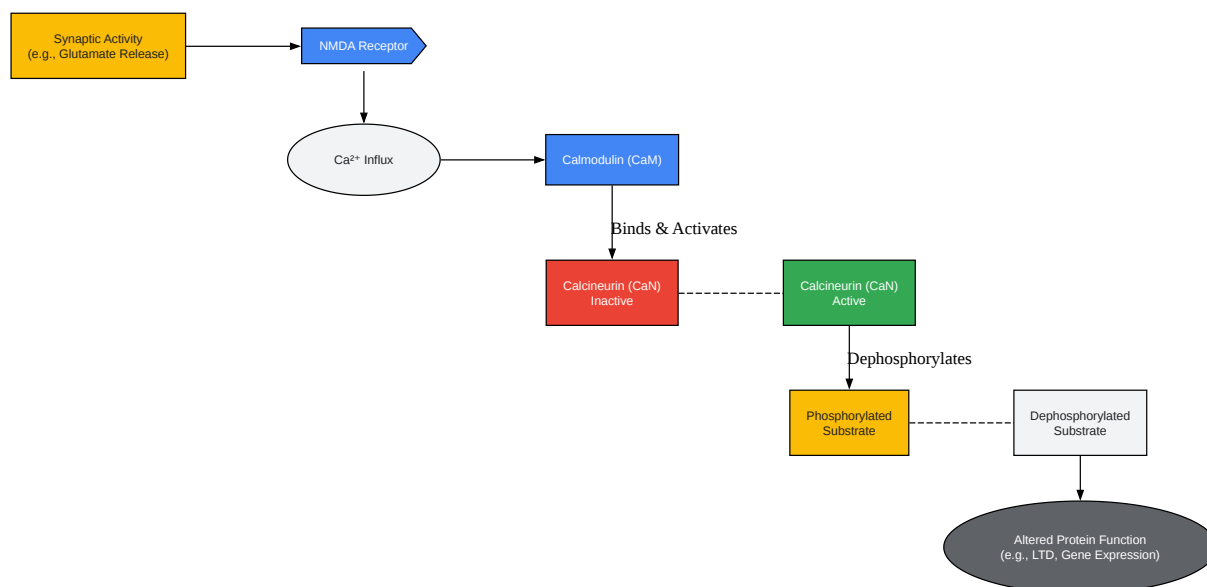 Synaptic Activity
(e.g., Glutamate Release)
NMDA Receptor
Ca²⁺ Influx
Calmodulin (CaM)
Binds & Activates
Calcineurin (CaN)
Inactive
Calcineurin (CaN)
Active
Dephosphorylates
Phosphorylated
Substrate
Dephosphorylated
Substrate
Altered Protein Function
(e.g., LTD, Gene Expression)